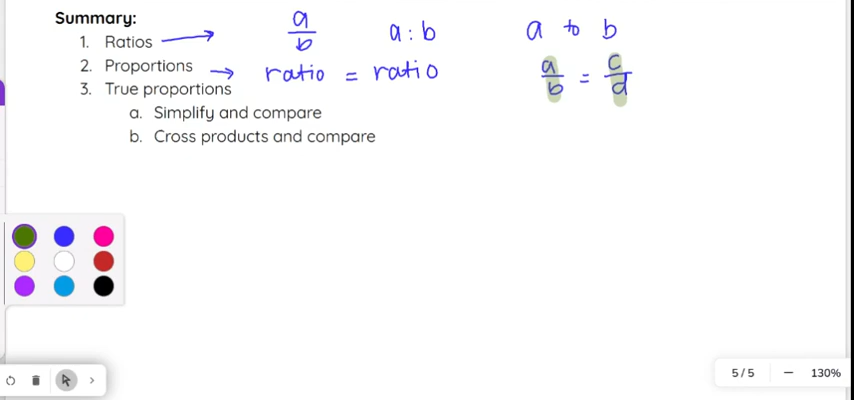 Summary:
1. Ratios → a/b a : b a to b
2. Proportions → ratio = ratio a/b = c/d
3. True proportions
a. Simplify and compare
b. Cross products and compare
5 / 5 — 130%